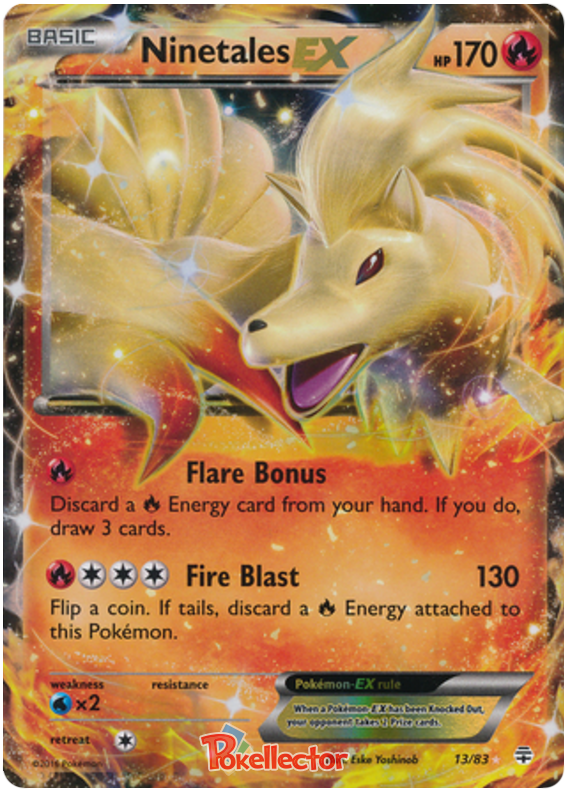 BASIC
Ninetales EX
HP 170
Flare Bonus
Discard a Energy card from your hand. If you do,
draw 3 cards.
Fire Blast 130
Flip a coin. If tails, discard a Energy attached to
this Pokémon.
weakness resistance
×2
Pokémon-EX rule
When a Pokémon-EX has been Knocked Out,
your opponent takes 2 Prize cards.
retreat
©2016 Pokémon
Pokellector
Eske Yoshinob
13/83